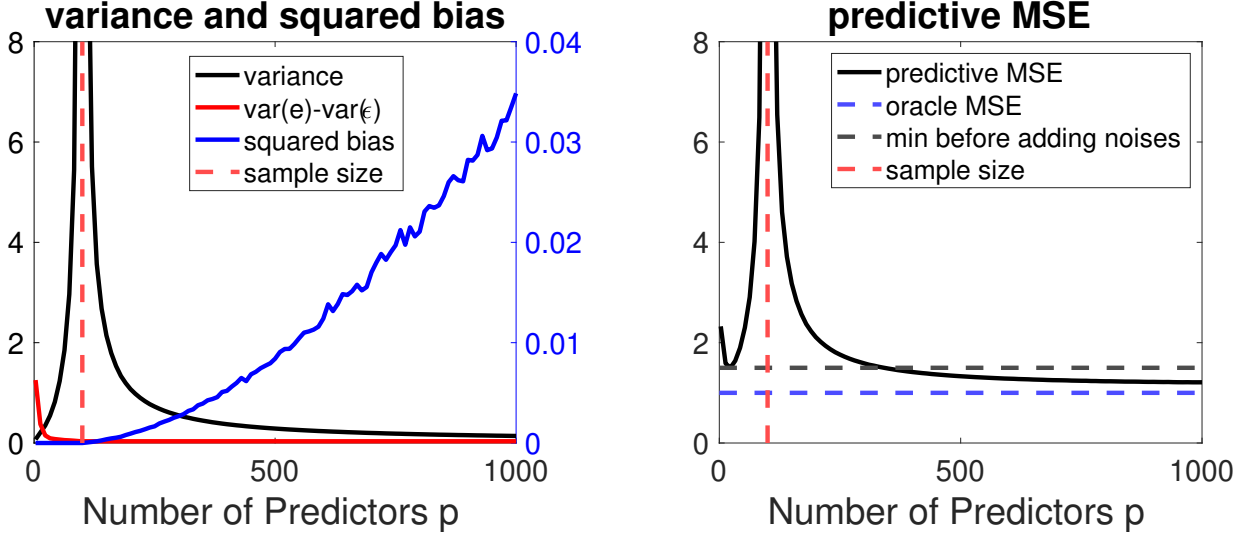 variance and squared bias
8
6
4
2
0
0.04
0.03
0.02
0.01
0
variance
var(e)-var(ϵ)
squared bias
sample size
0
500
1000
Number of Predictors p
predictive MSE
8
6
4
2
0
predictive MSE
oracle MSE
min before adding noises
sample size
0
500
1000
Number of Predictors p